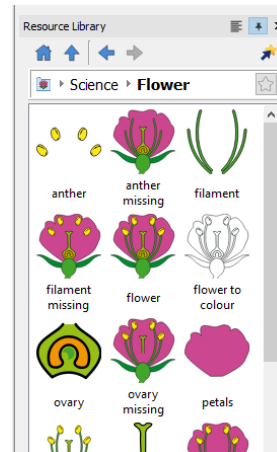 Resource Library
Science Flower
anther
anther
missing
filament
filament
missing
flower
flower to
colour
ovary
ovary
missing
petals